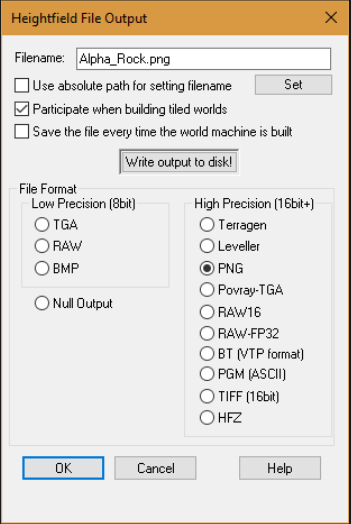 Heightfield File Output
Filename: Alpha_Rock.png
Use absolute path for setting filename Set
Participate when building tiled worlds
Save the file every time the world machine is built
Write output to disk!
File Format
Low Precision (8bit)
TGA
RAW
BMP
Null Output
High Precision (16bit+)
Terragen
Leveller
PNG
Povray-TGA
RAW16
RAW-FP32
BT (VTP format)
PGM (ASCII)
TIFF (16bit)
HFZ
OK Cancel Help